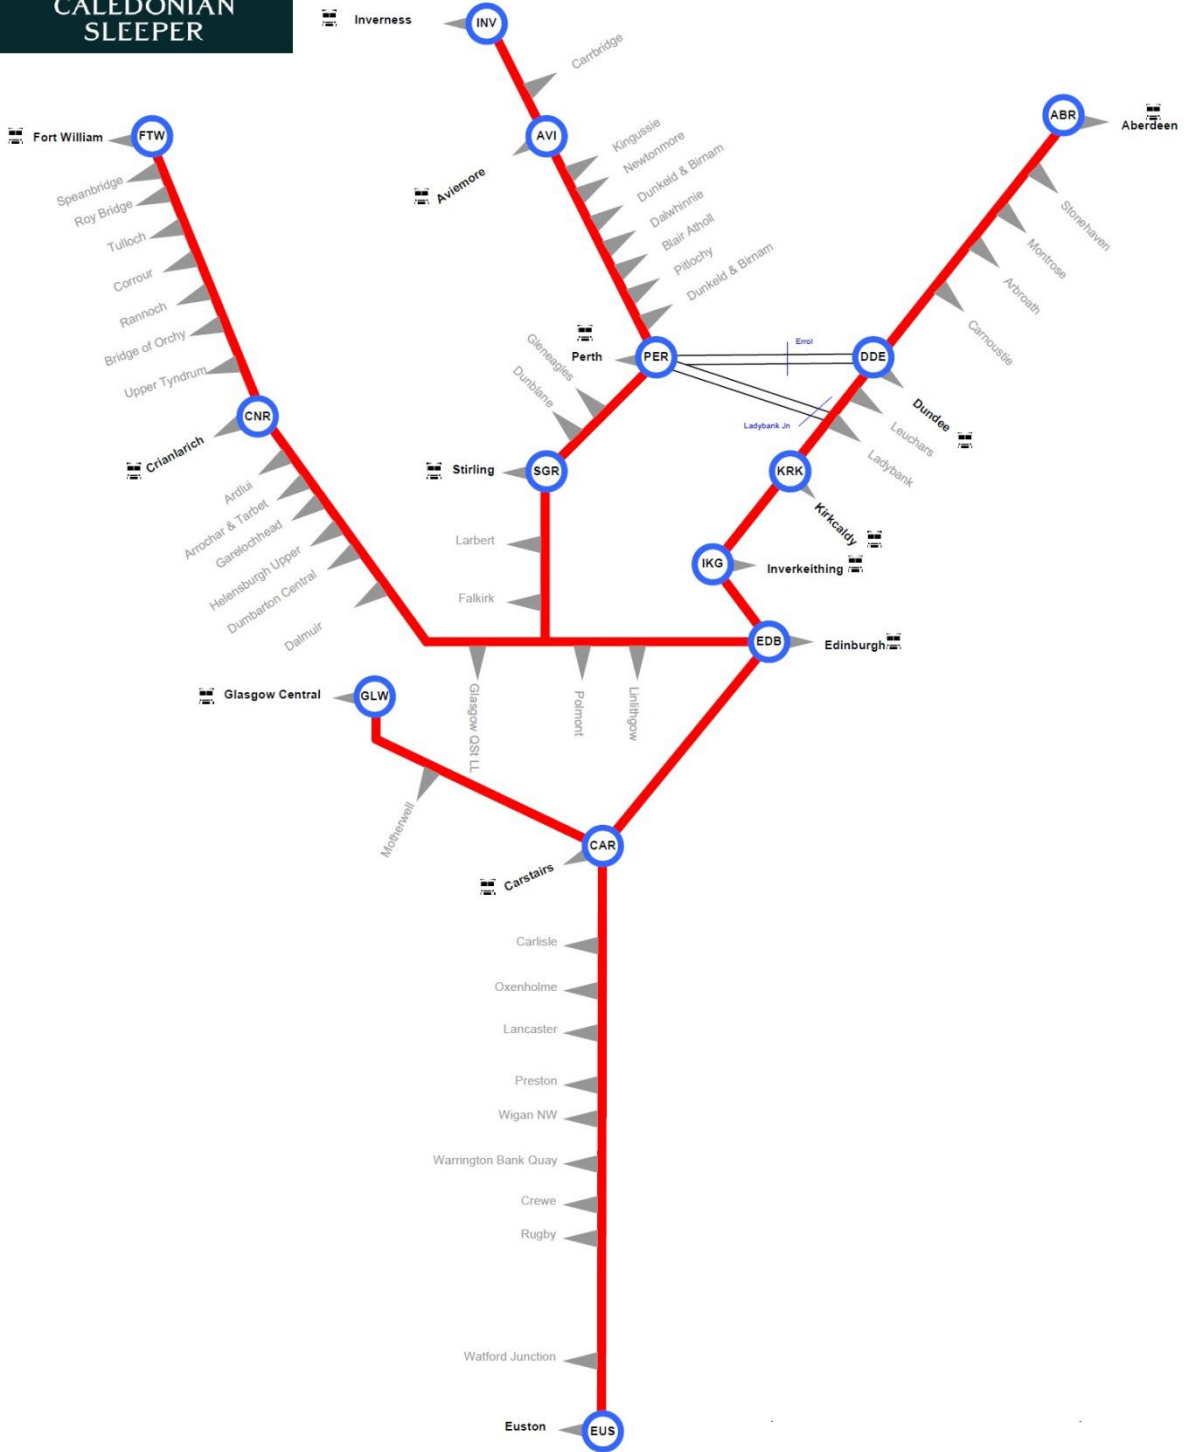 CALEDONIAN
SLEEPER
Inverness
INV
Carrbridge
Fort William
FTW
AVI
ABR
Aberdeen
Aviemore
Kingussie
Newtonmore
Dunkeld & Birnam
Dalwhinnie
Blair Atholl
Pitlochy
Dunkeld & Birnam
Speanbridge
Roy Bridge
Tulloch
Corrour
Rannoch
Bridge of Orchy
Upper Tyndrum
Stonehaven
Montrose
Arbroath
Carnoustie
Perth
PER
Errol
DDE
Dundee
Gleneagles
Dunblane
Ladybank Jn
Leuchars
Ladybank
CNR
Crianlarich
Stirling
SGR
KRK
Kirkcaldy
Ardlui
Arrochar & Tarbet
Garelochhead
Helensburgh Upper
Dumbarton Central
Dalmuir
Larbert
Falkirk
IKG
Inverkeithing
EDB
Edinburgh
Glasgow Central
GLW
Glasgow QSt LL
Polmont
Linlithgow
Motherwell
CAR
Carstairs
Carlisle
Oxenholme
Lancaster
Preston
Wigan NW
Warrington Bank Quay
Crewe
Rugby
Watford Junction
Euston
EUS